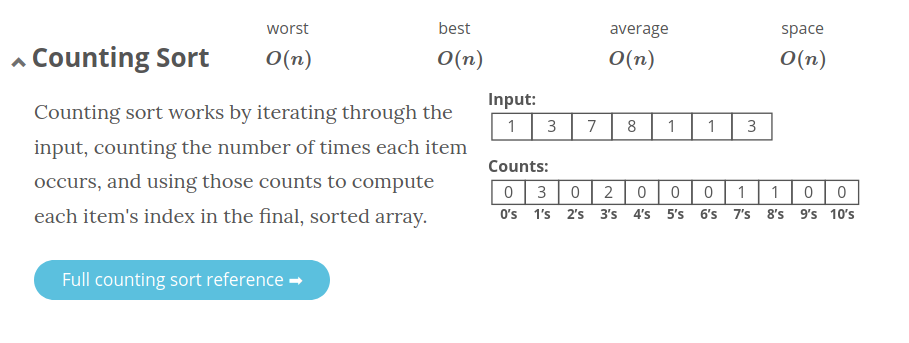 worst best average space
Counting Sort O(n) O(n) O(n) O(n)
Counting sort works by iterating through the
input, counting the number of times each item
occurs, and using those counts to compute
each item's index in the final, sorted array.
Full counting sort reference ➡
Input:
1 3 7 8 1 1 3
Counts:
0 3 0 2 0 0 0 1 1 0 0
0's 1's 2's 3's 4's 5's 6's 7's 8's 9's 10's